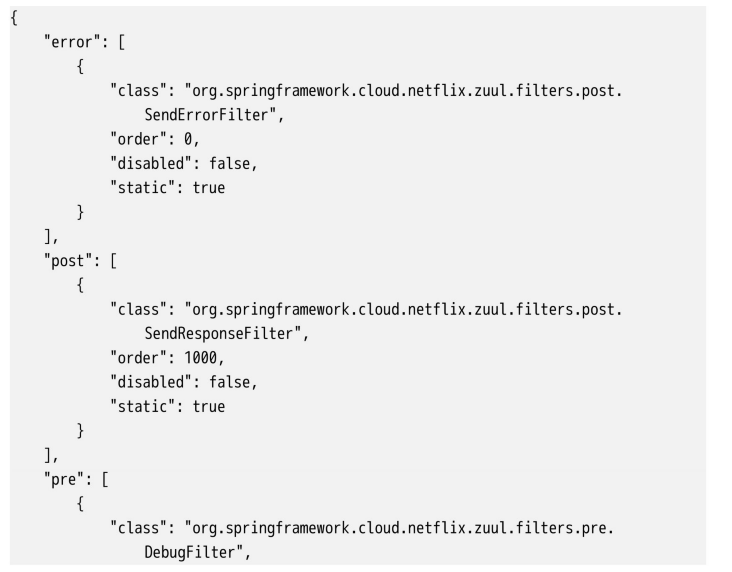 {
    "error": [
        {
            "class": "org.springframework.cloud.netflix.zuul.filters.post.
                SendErrorFilter",
            "order": 0,
            "disabled": false,
            "static": true
        }
    ],
    "post": [
        {
            "class": "org.springframework.cloud.netflix.zuul.filters.post.
                SendResponseFilter",
            "order": 1000,
            "disabled": false,
            "static": true
        }
    ],
    "pre": [
        {
            "class": "org.springframework.cloud.netflix.zuul.filters.pre.
                DebugFilter",